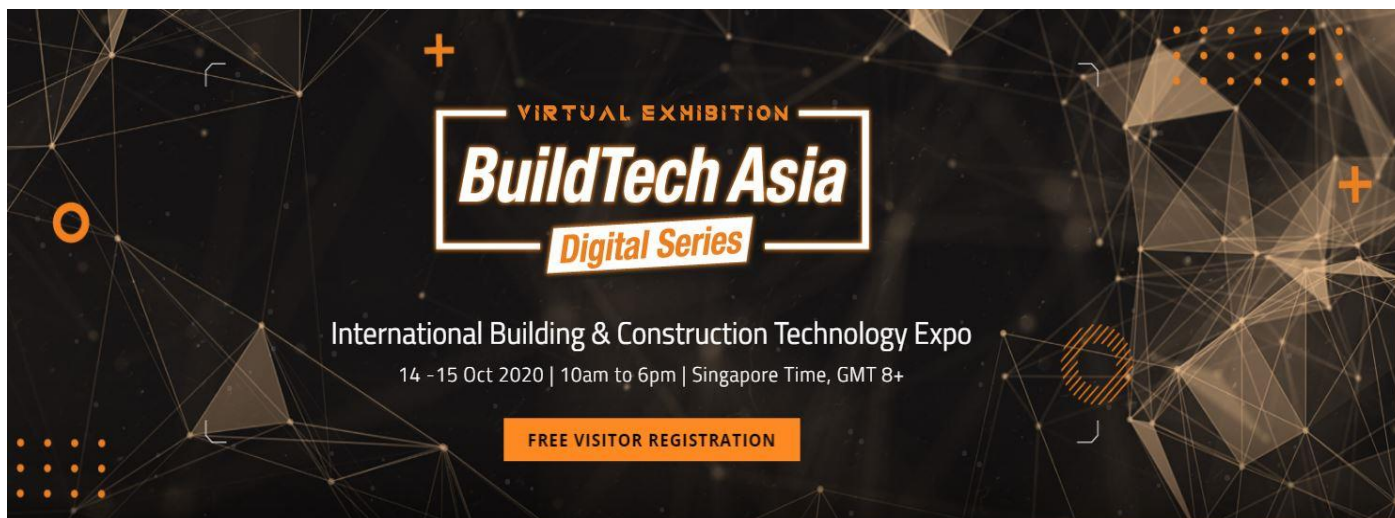 VIRTUAL EXHIBITION
BuildTech Asia
Digital Series
International Building & Construction Technology Expo
14 -15 Oct 2020 | 10am to 6pm | Singapore Time, GMT 8+
FREE VISITOR REGISTRATION